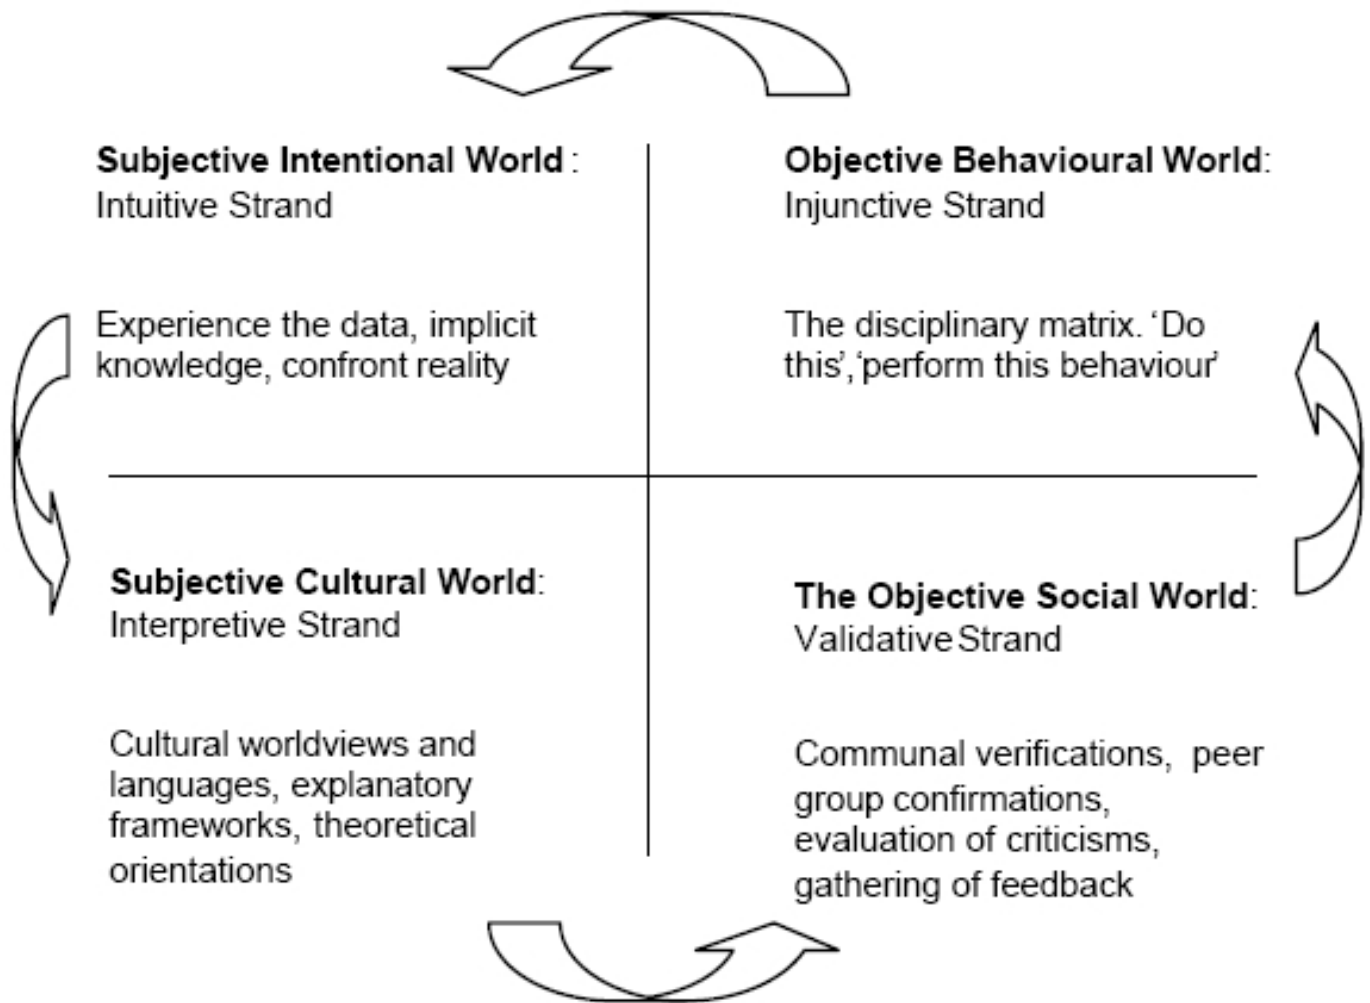 Subjective Intentional World :
Intuitive Strand
Experience the data, implicit
knowledge, confront reality
Objective Behavioural World:
Injunctive Strand
The disciplinary matrix. ‘Do
this’,‘perform this behaviour’
Subjective Cultural World:
Interpretive Strand
Cultural worldviews and
languages, explanatory
frameworks, theoretical
orientations
The Objective Social World:
Validative Strand
Communal verifications, peer
group confirmations,
evaluation of criticisms,
gathering of feedback